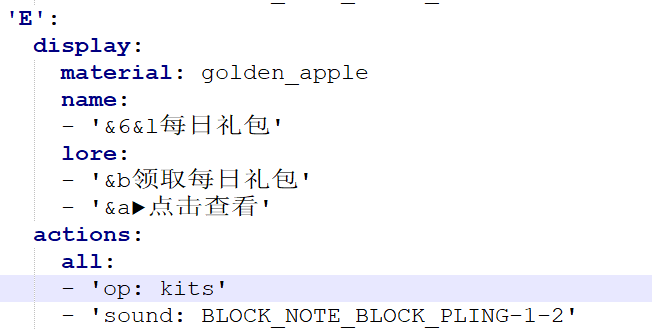 'E':
display:
material: golden_apple
name:
- '&6&l每日礼包'
lore:
- '&b领取每日礼包'
- '&a▶点击查看'
actions:
all:
- 'op: kits'
- 'sound: BLOCK_NOTE_BLOCK_PLING-1-2'